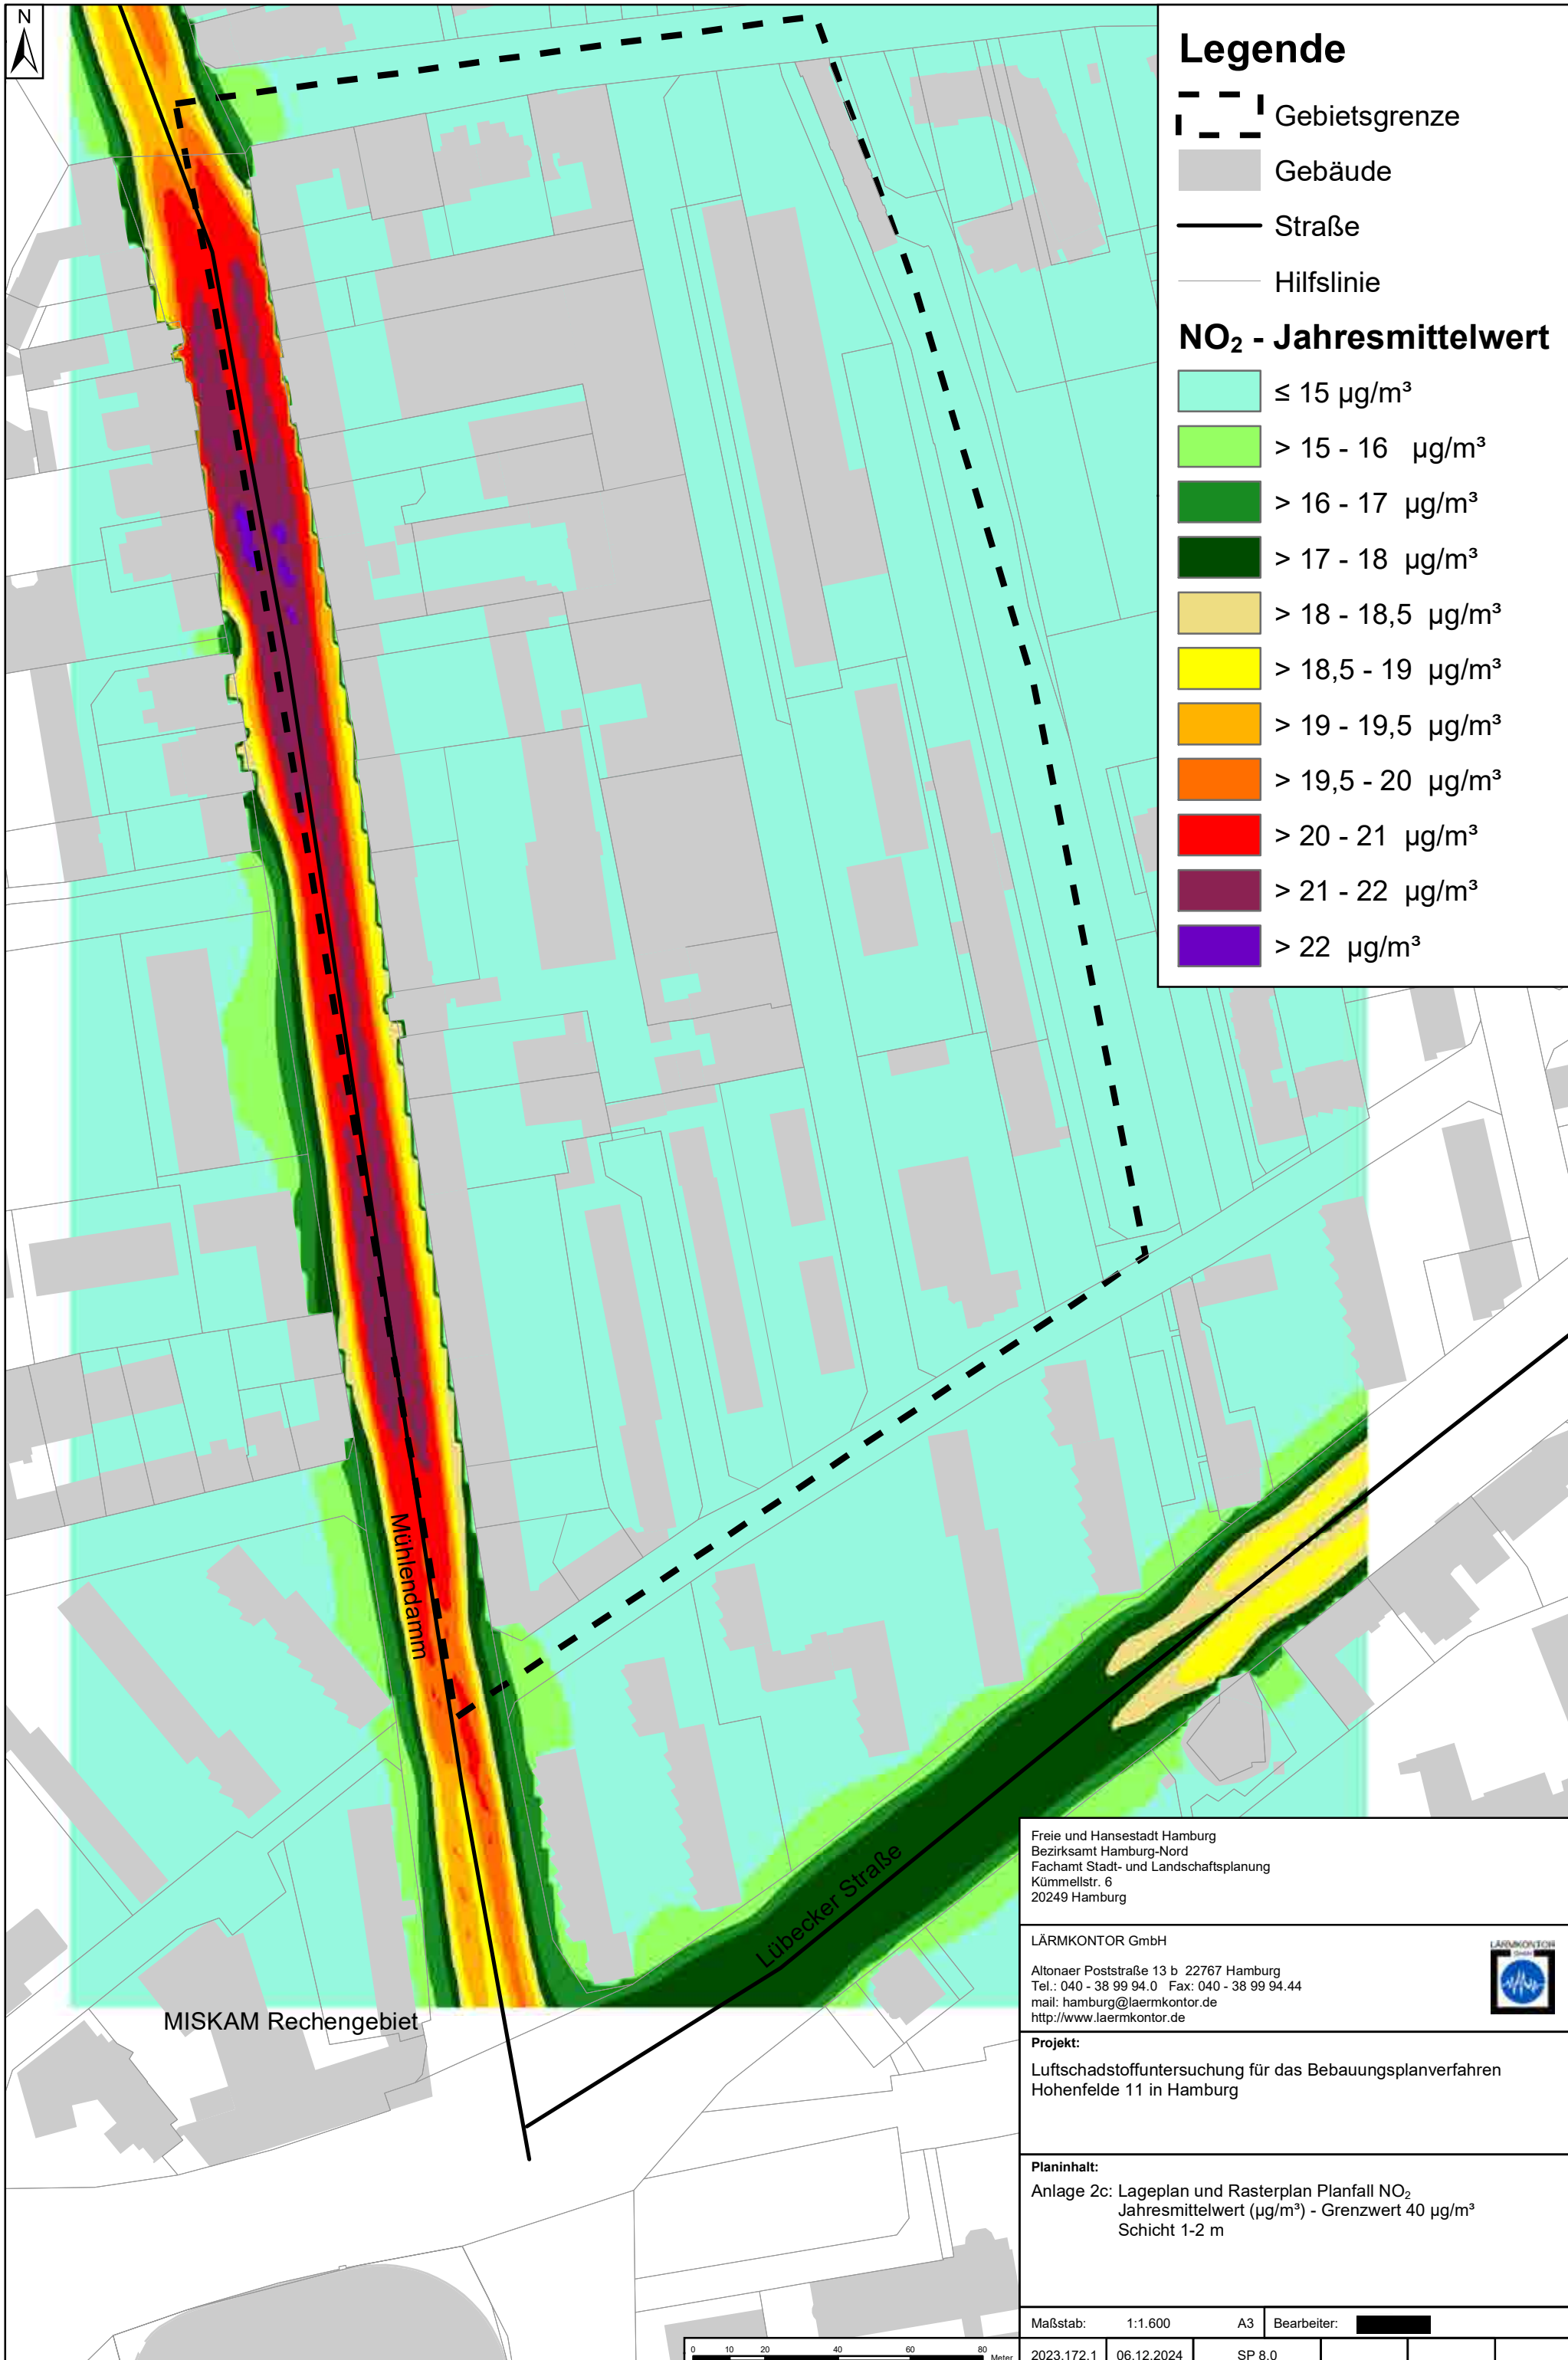 N
Legende
Gebietsgrenze
Gebäude
Straße
Hilfslinie
NO₂ - Jahresmittelwert
≤ 15 µg/m³
> 15 - 16 µg/m³
> 16 - 17 µg/m³
> 17 - 18 µg/m³
> 18 - 18,5 µg/m³
> 18,5 - 19 µg/m³
> 19 - 19,5 µg/m³
> 19,5 - 20 µg/m³
> 20 - 21 µg/m³
> 21 - 22 µg/m³
> 22 µg/m³
Mühlendamm
Lübecker Straße
MISKAM Rechengebiet
Freie und Hansestadt Hamburg
Bezirksamt Hamburg-Nord
Fachamt Stadt- und Landschaftsplanung
Kümmellstr. 6
20249 Hamburg
LÄRMKONTOR GmbH
Altonaer Poststraße 13 b 22767 Hamburg
Tel.: 040 - 38 99 94.0 Fax: 040 - 38 99 94.44
mail: hamburg@laermkontor.de
http://www.laermkontor.de
LÄRMKONTOR
GmbH
Projekt:
Luftschadstoffuntersuchung für das Bebauungsplanverfahren
Hohenfelde 11 in Hamburg
Planinhalt:
Anlage 2c: Lageplan und Rasterplan Planfall NO₂
Jahresmittelwert (µg/m³) - Grenzwert 40 µg/m³
Schicht 1-2 m
Maßstab: 1:1.600 A3 Bearbeiter:
0 10 20 40 60 80 Meter
2023.172.1 06.12.2024 SP 8.0